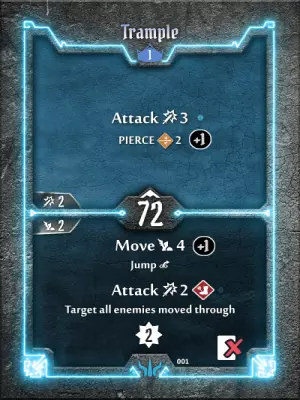 Trample
1
Attack 3
PIERCE 2 +1
2
72
2
Move 4 +1
Jump
Attack 2
Target all enemies moved through
2
001